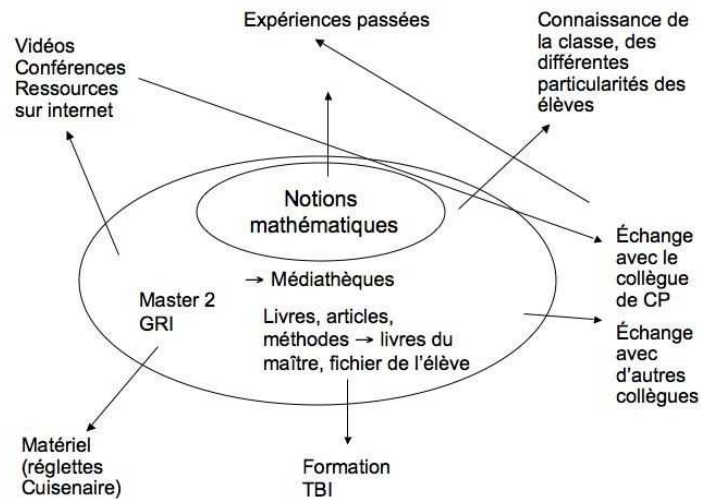 Expériences passées
Connaissance de
la classe, des
différentes
particularités des
élèves
Vidéos
Conférences
Ressources
sur internet
Notions
mathématiques
Échange
avec le
collègue
de CP
→ Médiathèques
Master 2
GRI
Livres, articles,
méthodes → livres du
maître, fichier de l'élève
Échange
avec
d'autres
collègues
Matériel
(réglettes
Cuisenaire)
Formation
TBI